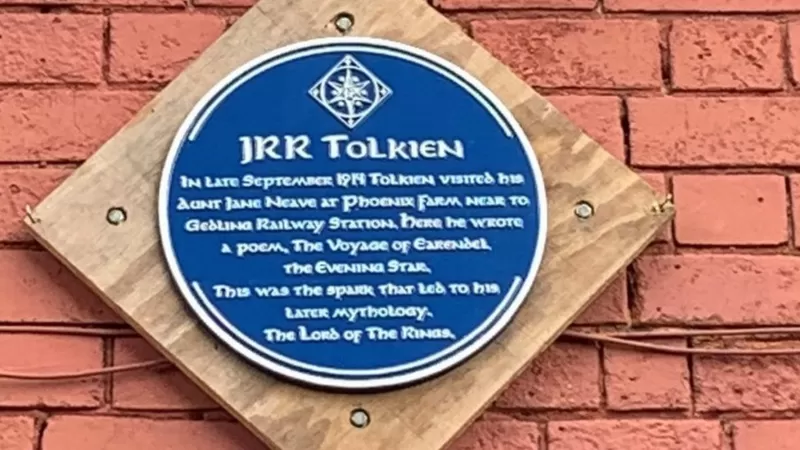 JRR Tolkien
In late September 1914 Tolkien visited his
Aunt Jane Neave at Phoenix Farm near to
Gedling Railway Station. Here he wrote
a poem, The Voyage of Earendel
the Evening Star.
This was the spark that led to his
later mythology.
The Lord of The Rings.